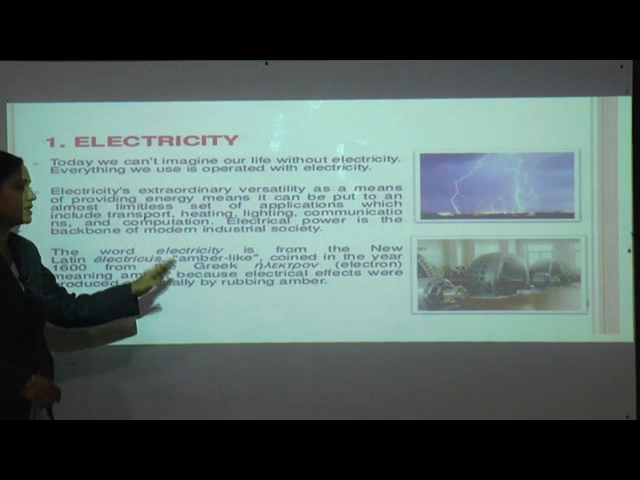 1. ELECTRICITY
Today we can't imagine our life without electricity.
Everything we use is operated with electricity.
Electricity's extraordinary versatility as a means
of providing energy means it can be put to an
almost limitless set of applications which
include transport, heating, lighting, communicatio
ns, and computation. Electrical power is the
backbone of modern industrial society.
The word electricity is from the New
Latin ēlectricus, "amber-like", coined in the year
1600 from Greek ήλεκτρον (electron)
meaning because electrical effects were
by rubbing amber.